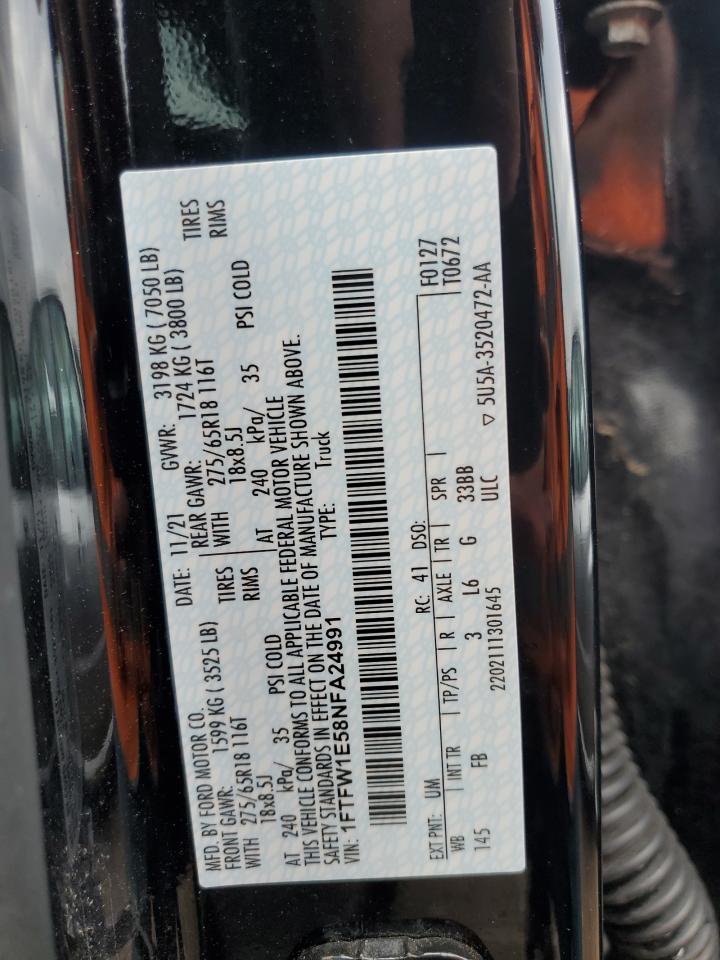 MFD. BY FORD MOTOR CO. DATE: 11/21 GVWR: 3198 KG ( 7050 LB)
FRONT GAWR: 1599 KG ( 3525 LB) REAR GAWR: 1724 KG ( 3800 LB)
WITH 275/65R18 116T TIRES WITH 275/65R18 116T TIRES
18x8.5J RIMS 18x8.5J RIMS
AT 240 kPa/ 35 PSI COLD AT 240 kPa/ 35 PSI COLD
THIS VEHICLE CONFORMS TO ALL APPLICABLE FEDERAL MOTOR VEHICLE
SAFETY STANDARDS IN EFFECT ON THE DATE OF MANUFACTURE SHOWN ABOVE.
VIN: 1FTFW1E58NFA24991 TYPE: Truck
F0127
EXT PNT: UM RC: 41 DSO: T0672
WB INT TR TP/PS R AXLE TR SPR
145 FB 3 L6 G 33BB
2202111301645 ULC ▽ 5U5A-3520472-AA